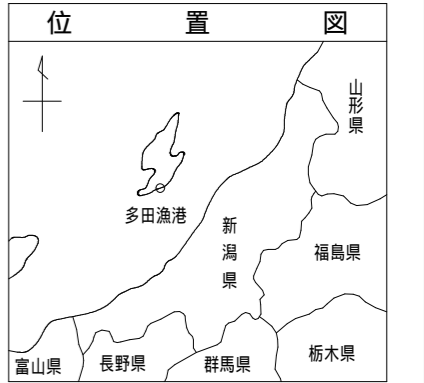 位置図
山形県
多田漁港
新潟県
福島県
富山県
長野県
群馬県
栃木県